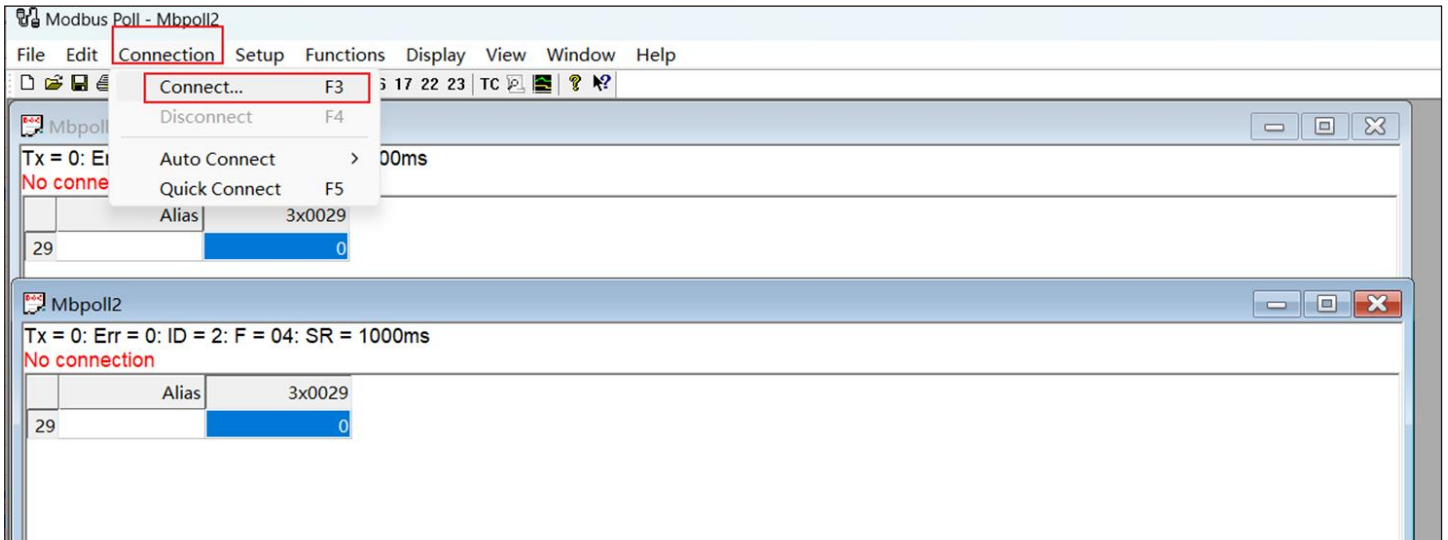 Modbus Poll - Mbpoll2
File Edit Connection Setup Functions Display View Window Help
Connect... F3
17 22 23 TC
Disconnect F4
Mbpoll
Auto Connect >
Quick Connect F5
Tx = 0: 00ms
No conne
Alias 3x0029
29 0
Mbpoll2
Tx = 0: Err = 0: ID = 2: F = 04: SR = 1000ms
No connection
Alias 3x0029
29 0